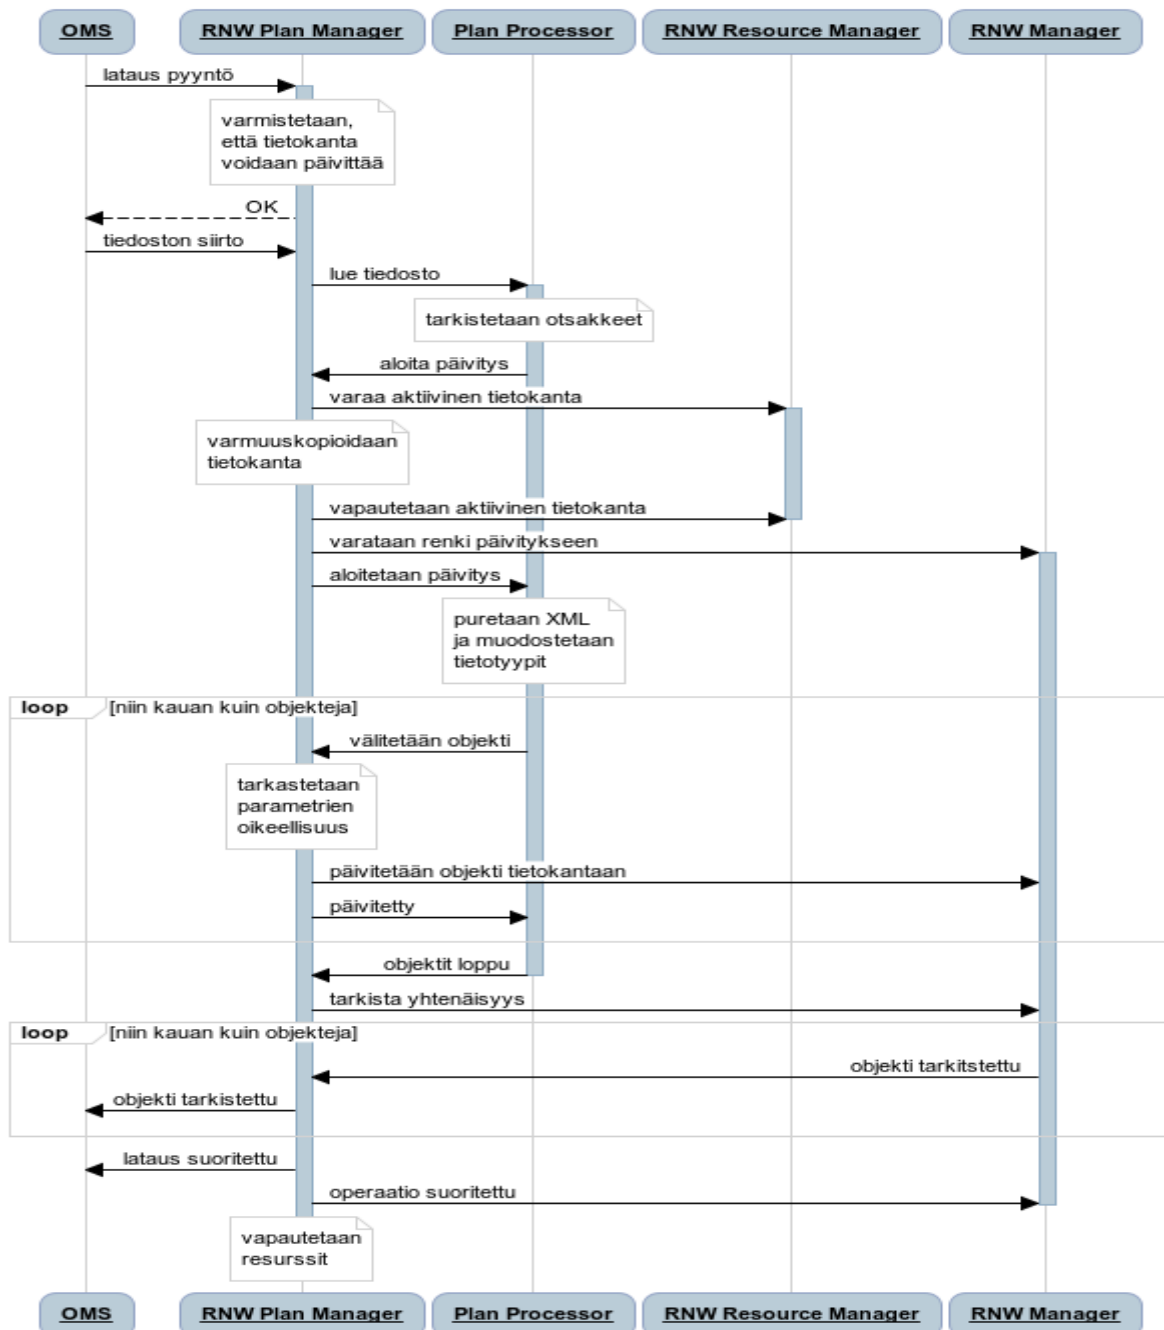 OMS
RNW Plan Manager
Plan Processor
RNW Resource Manager
RNW Manager
lataus pyyntö
varmistetaan,
että tietokanta
voidaan päivittää
OK
tiedoston siirto
lue tiedosto
tarkistetaan otsakkeet
aloita päivitys
varaa aktiivinen tietokanta
varmuuskopioidaan
tietokanta
vapautetaan aktiivinen tietokanta
varataan renki päivitykseen
aloitetaan päivitys
puretaan XML
ja muodostetaan
tietotyypit
loop [niin kauan kuin objekteja]
välitetään objekti
tarkastetaan
parametrien
oikeellisuus
päivitetään objekti tietokantaan
päivitetty
objektit loppu
tarkista yhtenäisyys
loop [niin kauan kuin objekteja]
objekti tarkitstettu
objekti tarkistettu
lataus suoritettu
operaatio suoritettu
vapautetaan
resurssit
OMS
RNW Plan Manager
Plan Processor
RNW Resource Manager
RNW Manager